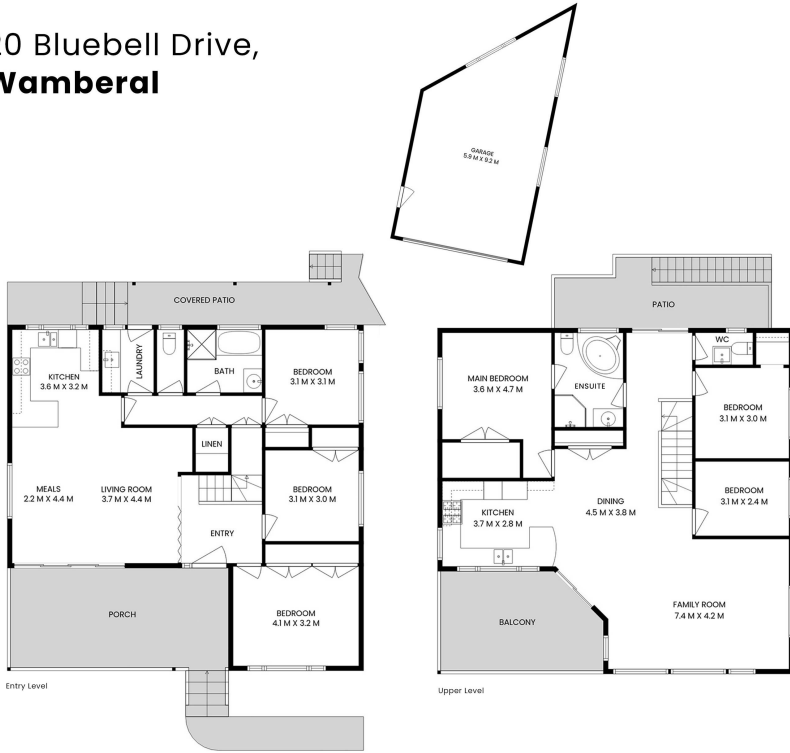 20 Bluebell Drive,
Wamberal
GARAGE
5.9 M X 9.2 M
COVERED PATIO
KITCHEN
3.6 M X 3.2 M
LAUNDRY
BATH
BEDROOM
3.1 M X 3.1 M
LINEN
MEALS
2.2 M X 4.4 M
LIVING ROOM
3.7 M X 4.4 M
BEDROOM
3.1 M X 3.0 M
ENTRY
PORCH
BEDROOM
4.1 M X 3.2 M
Entry Level
PATIO
MAIN BEDROOM
3.6 M X 4.7 M
ENSUITE
WC
BEDROOM
3.1 M X 3.0 M
KITCHEN
3.7 M X 2.8 M
DINING
4.5 M X 3.8 M
BEDROOM
3.1 M X 2.4 M
BALCONY
FAMILY ROOM
7.4 M X 4.2 M
Upper Level